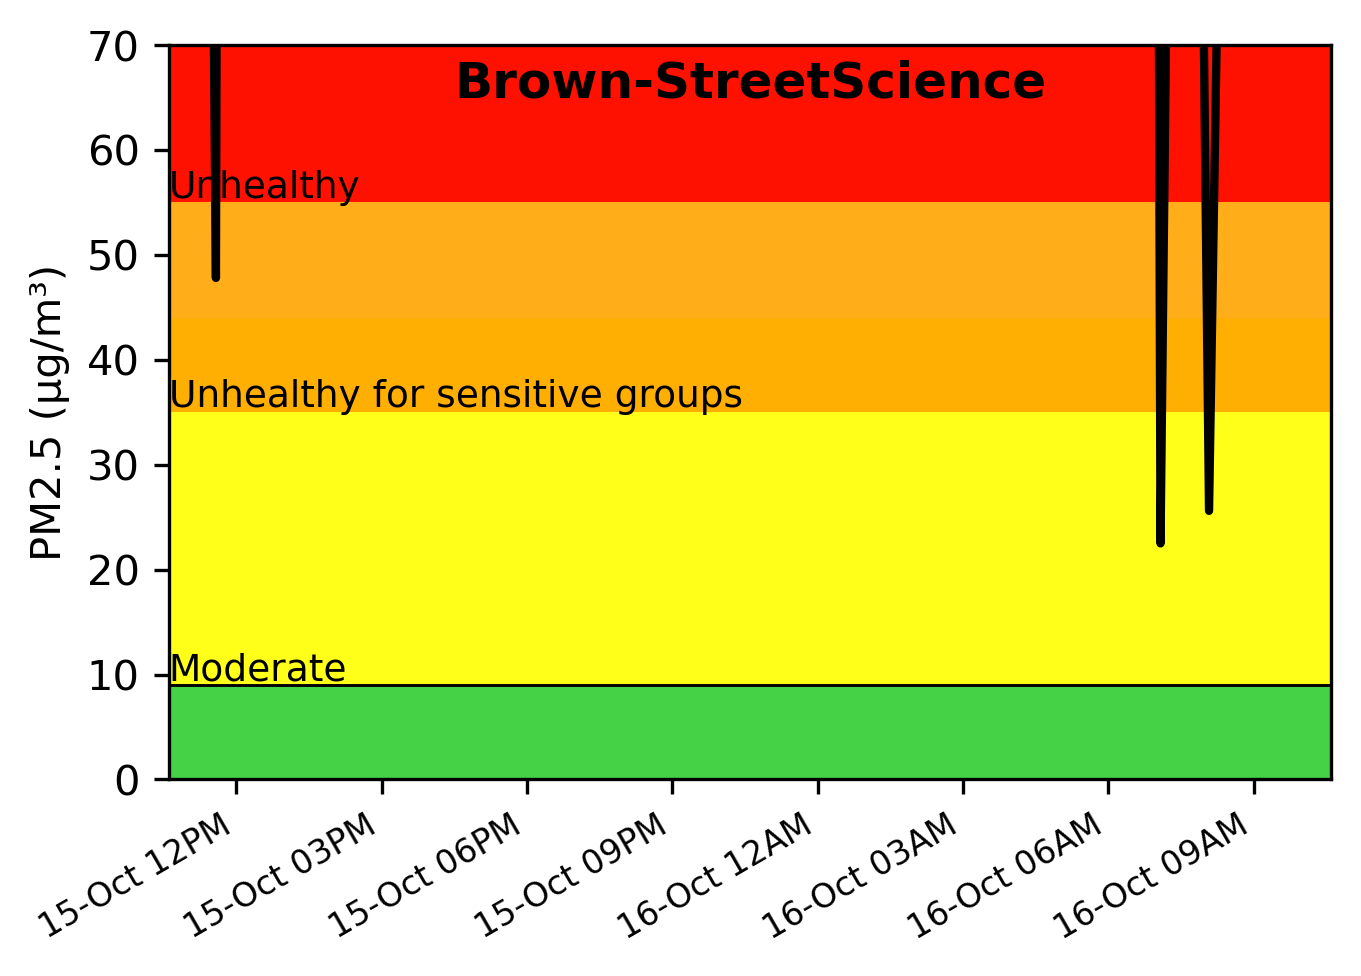 Brown-StreetScience
70
60
50
40
30
20
10
0
PM2.5 (µg/m³)
Unhealthy
Unhealthy for sensitive groups
Moderate
15-Oct 12PM
15-Oct 03PM
15-Oct 06PM
15-Oct 09PM
16-Oct 12AM
16-Oct 03AM
16-Oct 06AM
16-Oct 09AM